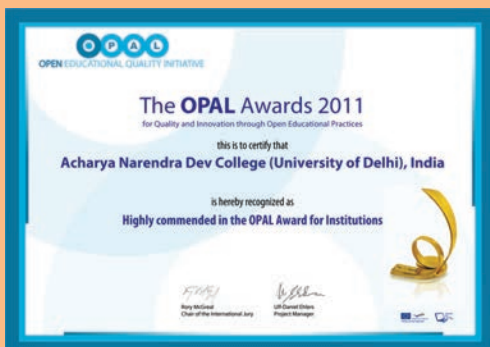 OPAL
OPEN EDUCATIONAL QUALITY INITIATIVE
The OPAL Awards 2011
for Quality and Innovation through Open Educational Practices
this is to certify that
Acharya Narendra Dev College (University of Delhi), India
is hereby recognized as
Highly commended in the OPAL Award for Institutions
Rory McGreal
Chair of the International Jury
Ulf-Daniel Ehlers
Project Manager